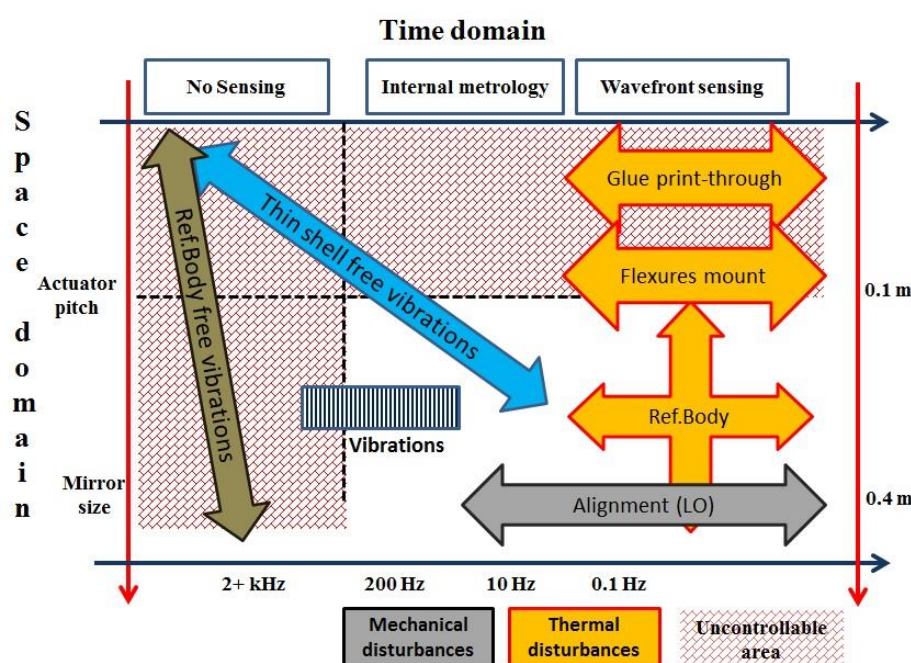 Time domain
No Sensing
Internal metrology
Wavefront sensing
Space domain
Glue print-through
Ref.Body free vibrations
Thin shell free vibrations
Flexures mount
Actuator
pitch
0.1 m
Ref.Body
Vibrations
Mirror
size
Alignment (LO)
0.4 m
2+ kHz
200 Hz
10 Hz
0.1 Hz
Mechanical
disturbances
Thermal
disturbances
Uncontrollable
area